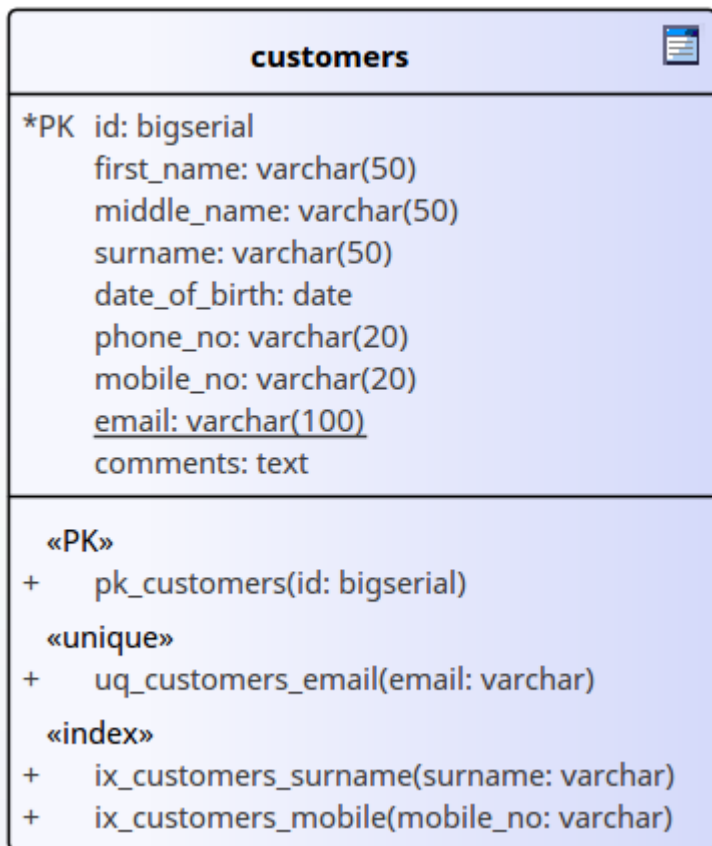 customers
*PK id: bigserial
first_name: varchar(50)
middle_name: varchar(50)
surname: varchar(50)
date_of_birth: date
phone_no: varchar(20)
mobile_no: varchar(20)
email: varchar(100)
comments: text
«PK»
+ pk_customers(id: bigserial)
«unique»
+ uq_customers_email(email: varchar)
«index»
+ ix_customers_surname(surname: varchar)
+ ix_customers_mobile(mobile_no: varchar)